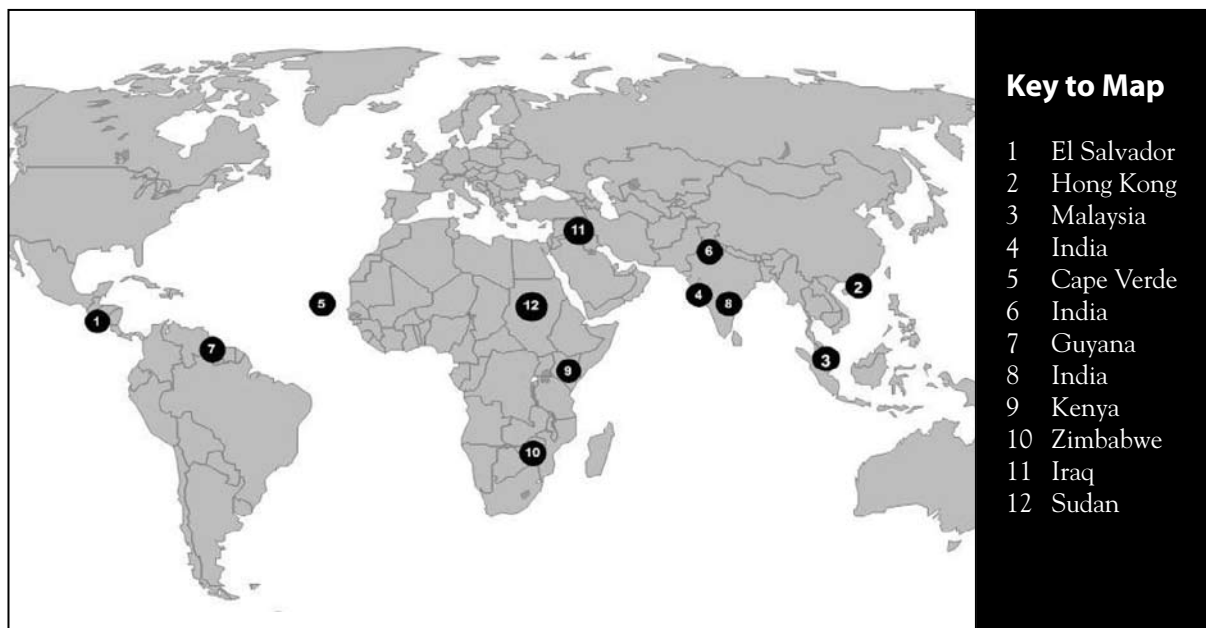 Key to Map
1 El Salvador
2 Hong Kong
3 Malaysia
4 India
5 Cape Verde
6 India
7 Guyana
8 India
9 Kenya
10 Zimbabwe
11 Iraq
12 Sudan
11
6
2
4
8
5
12
1
7
3
9
10